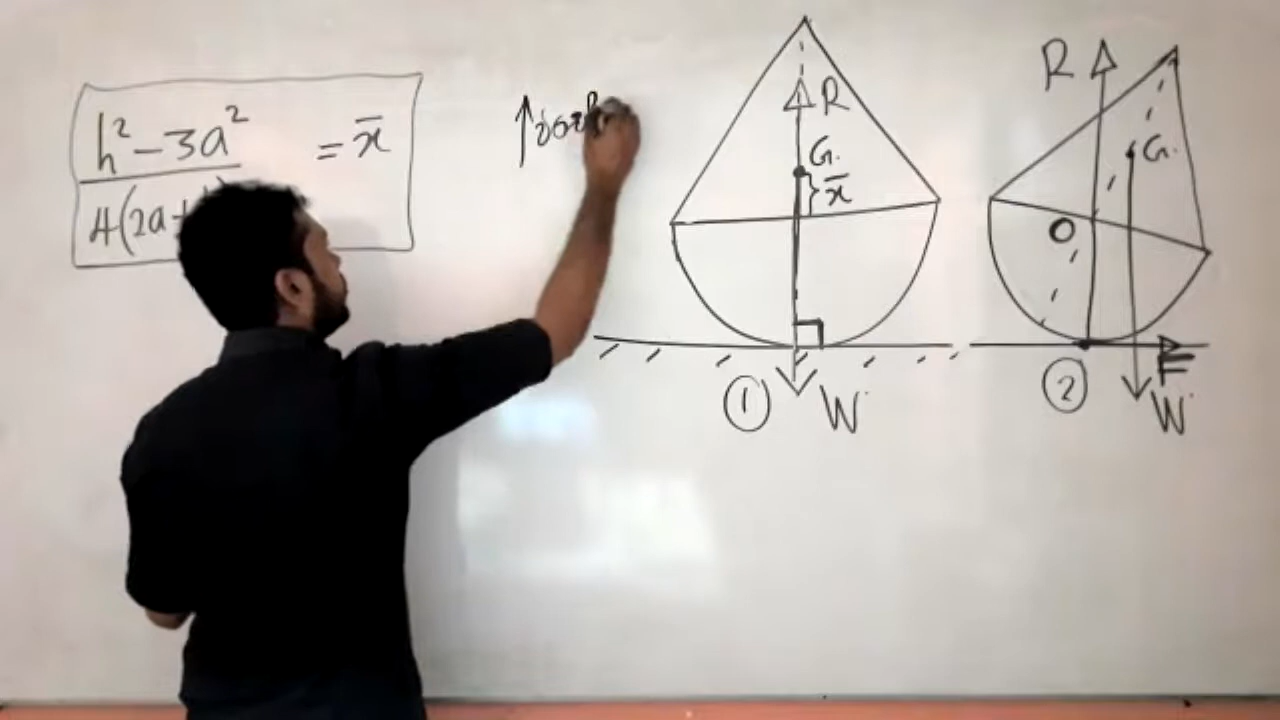 h² - 3a² = x̄
4(2a+
R
G.
x̄
W
①
R
G.
O
F
W
②